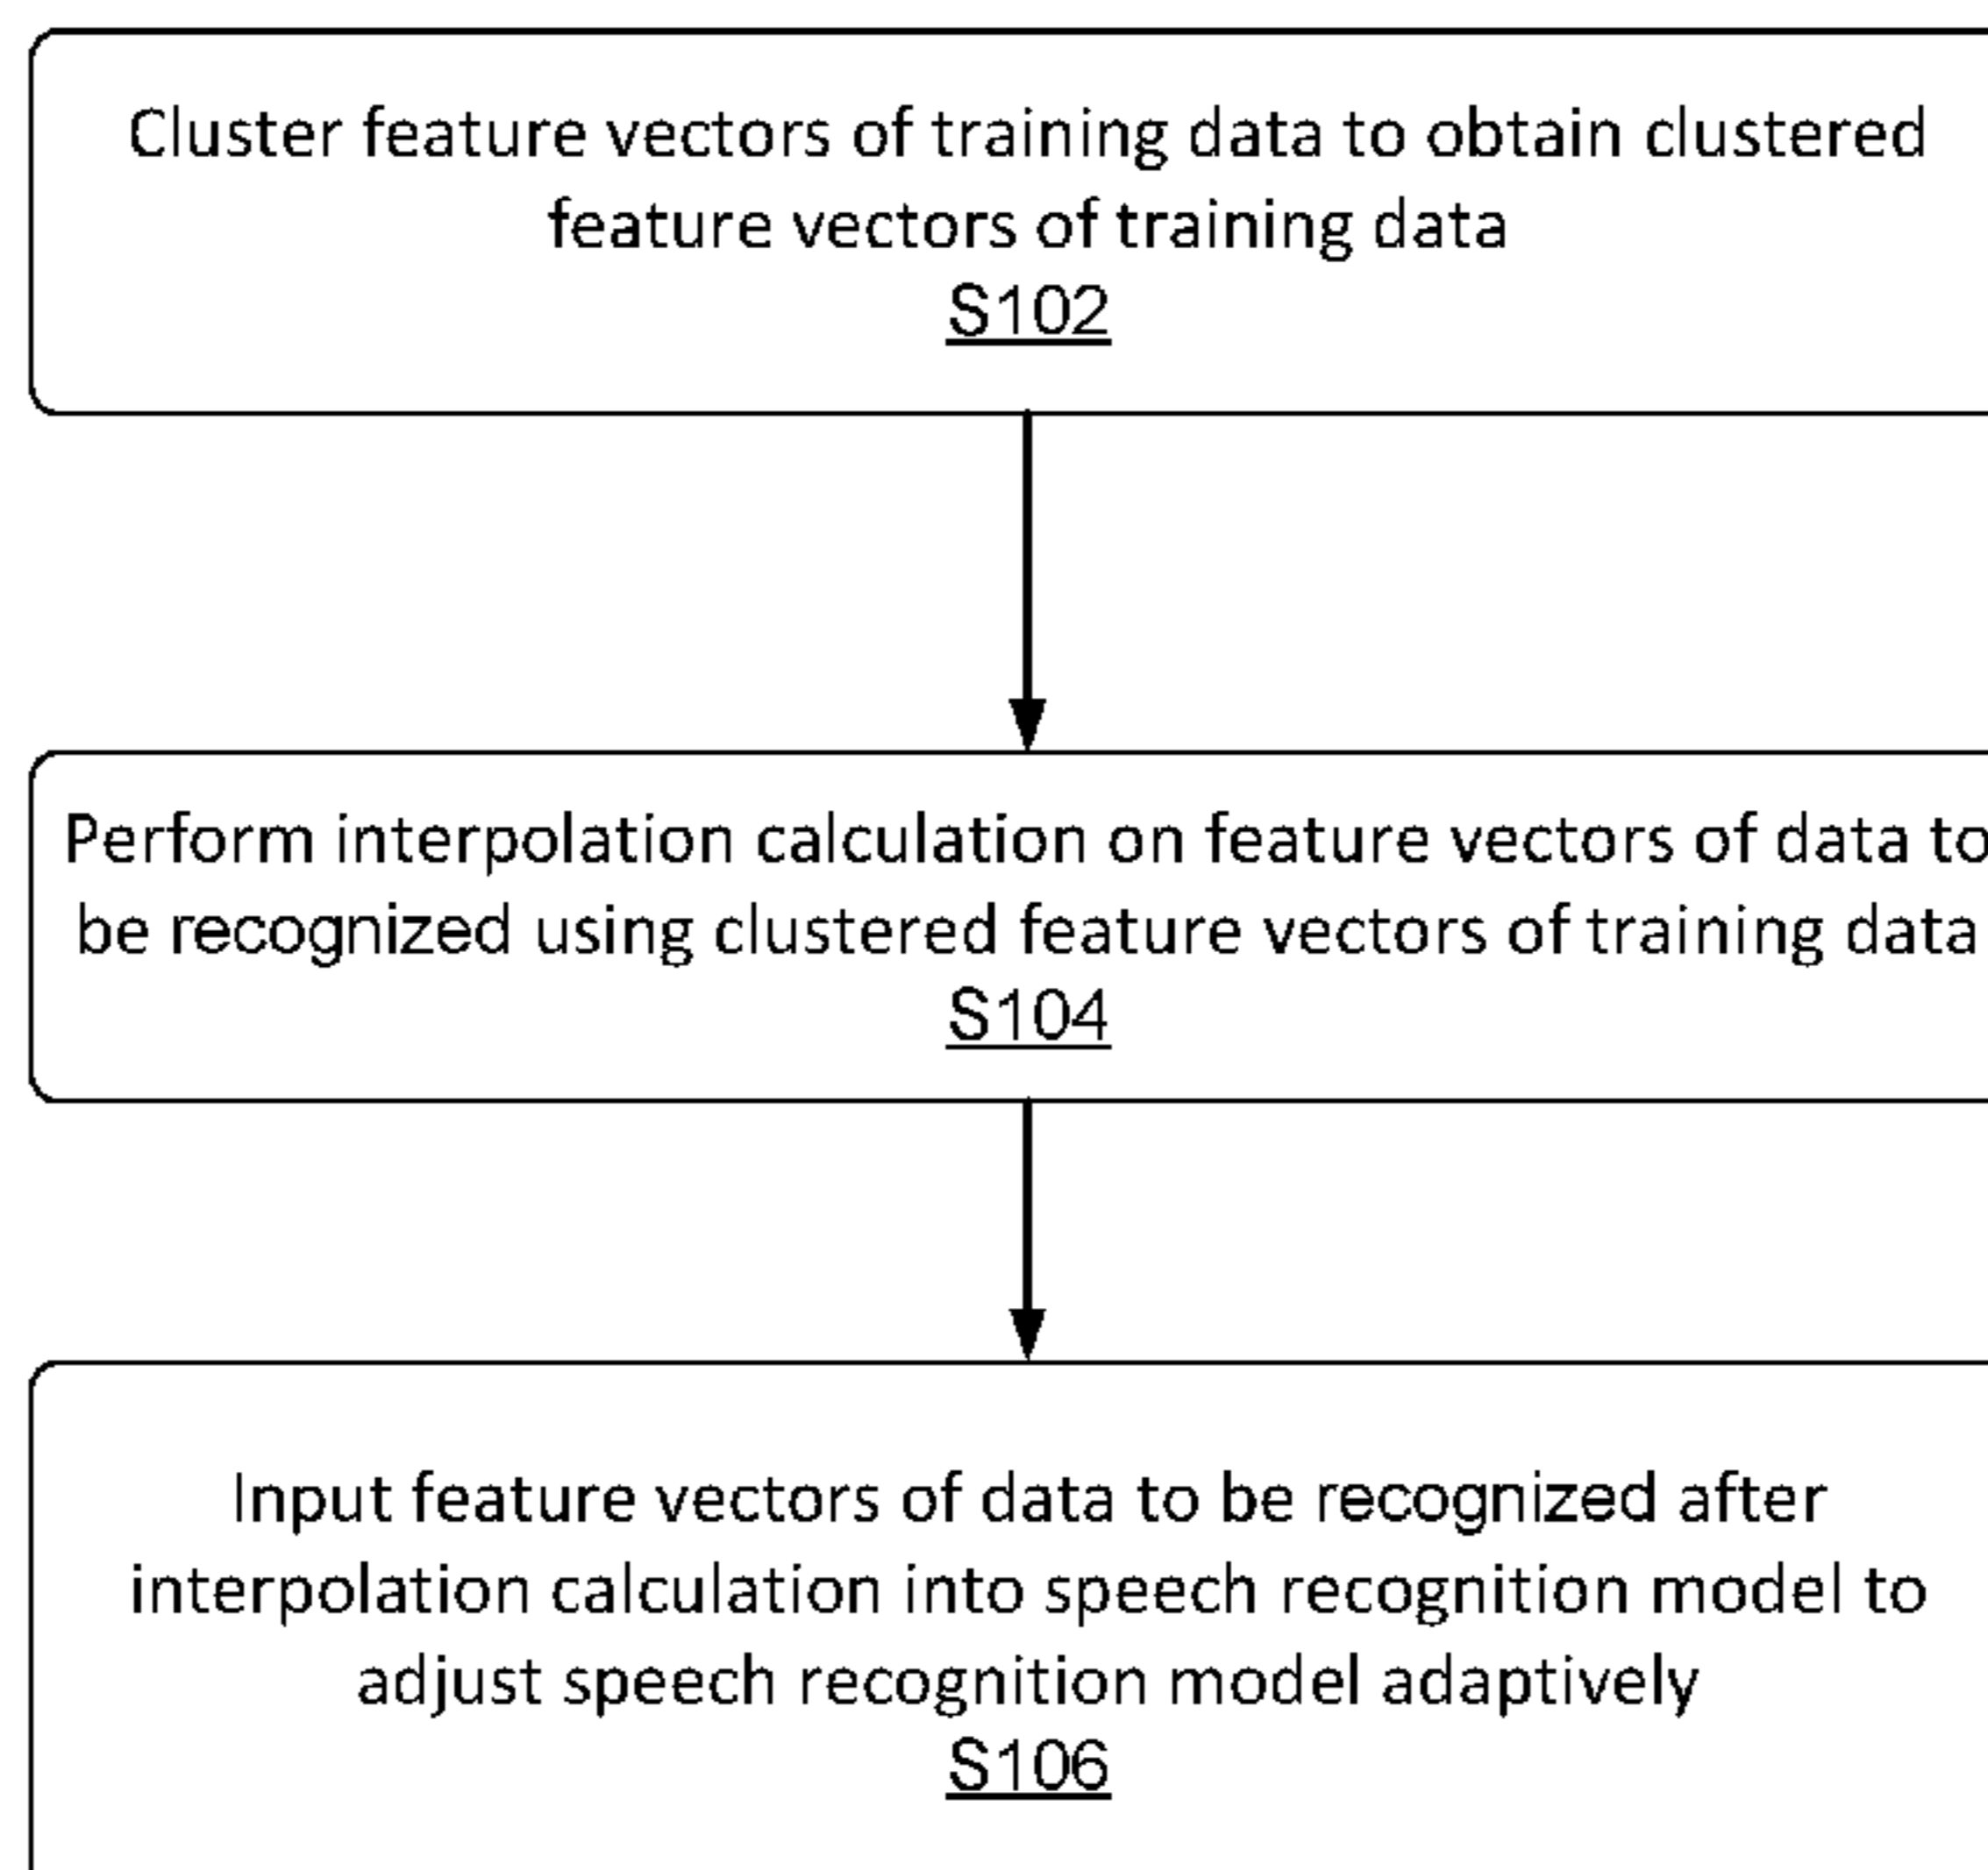 Cluster feature vectors of training data to obtain clustered
feature vectors of training data
S102
Perform interpolation calculation on feature vectors of data to
be recognized using clustered feature vectors of training data
S104
Input feature vectors of data to be recognized after
interpolation calculation into speech recognition model to
adjust speech recognition model adaptively
S106